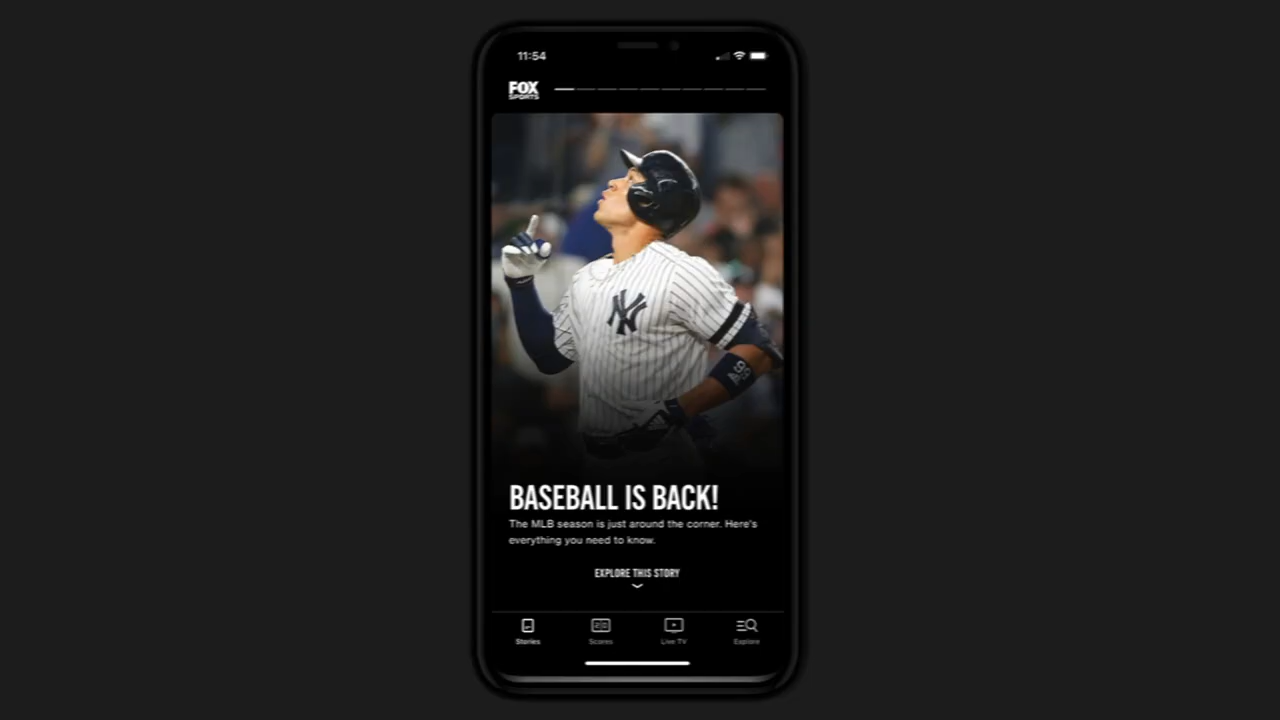 11:54
FOX
SPORTS
NY
99
BASEBALL IS BACK!
The MLB season is just around the corner. Here's
everything you need to know.
EXPLORE THIS STORY
Stories
Scores
Live TV
Explore